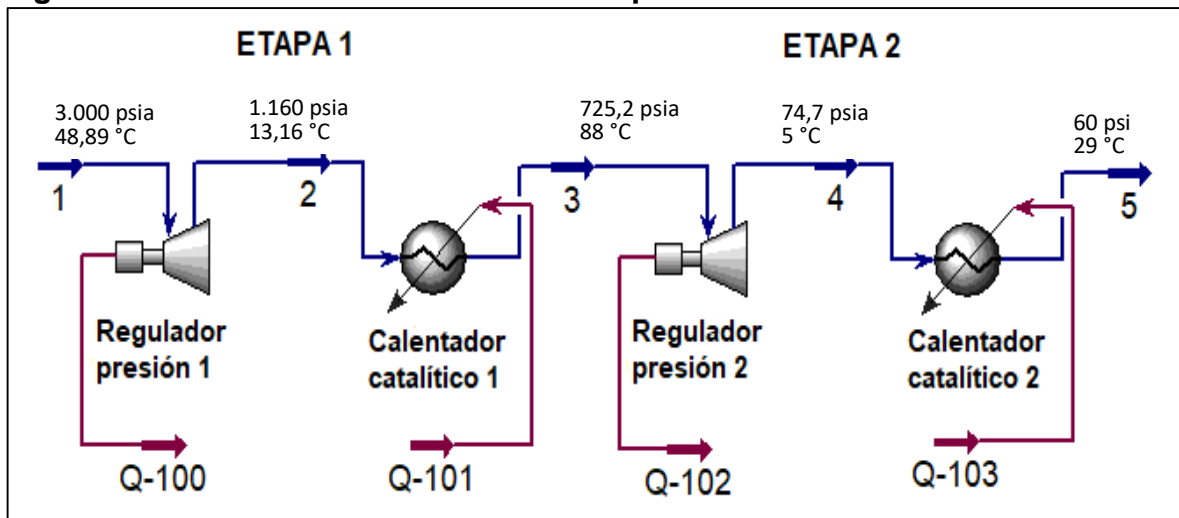 ETAPA 1
ETAPA 2
3.000 psia
48,89 °C
1.160 psia
13,16 °C
725,2 psia
88 °C
74,7 psia
5 °C
60 psi
29 °C
1
2
3
4
5
Regulador
presión 1
Calentador
catalítico 1
Regulador
presión 2
Calentador
catalítico 2
Q-100
Q-101
Q-102
Q-103